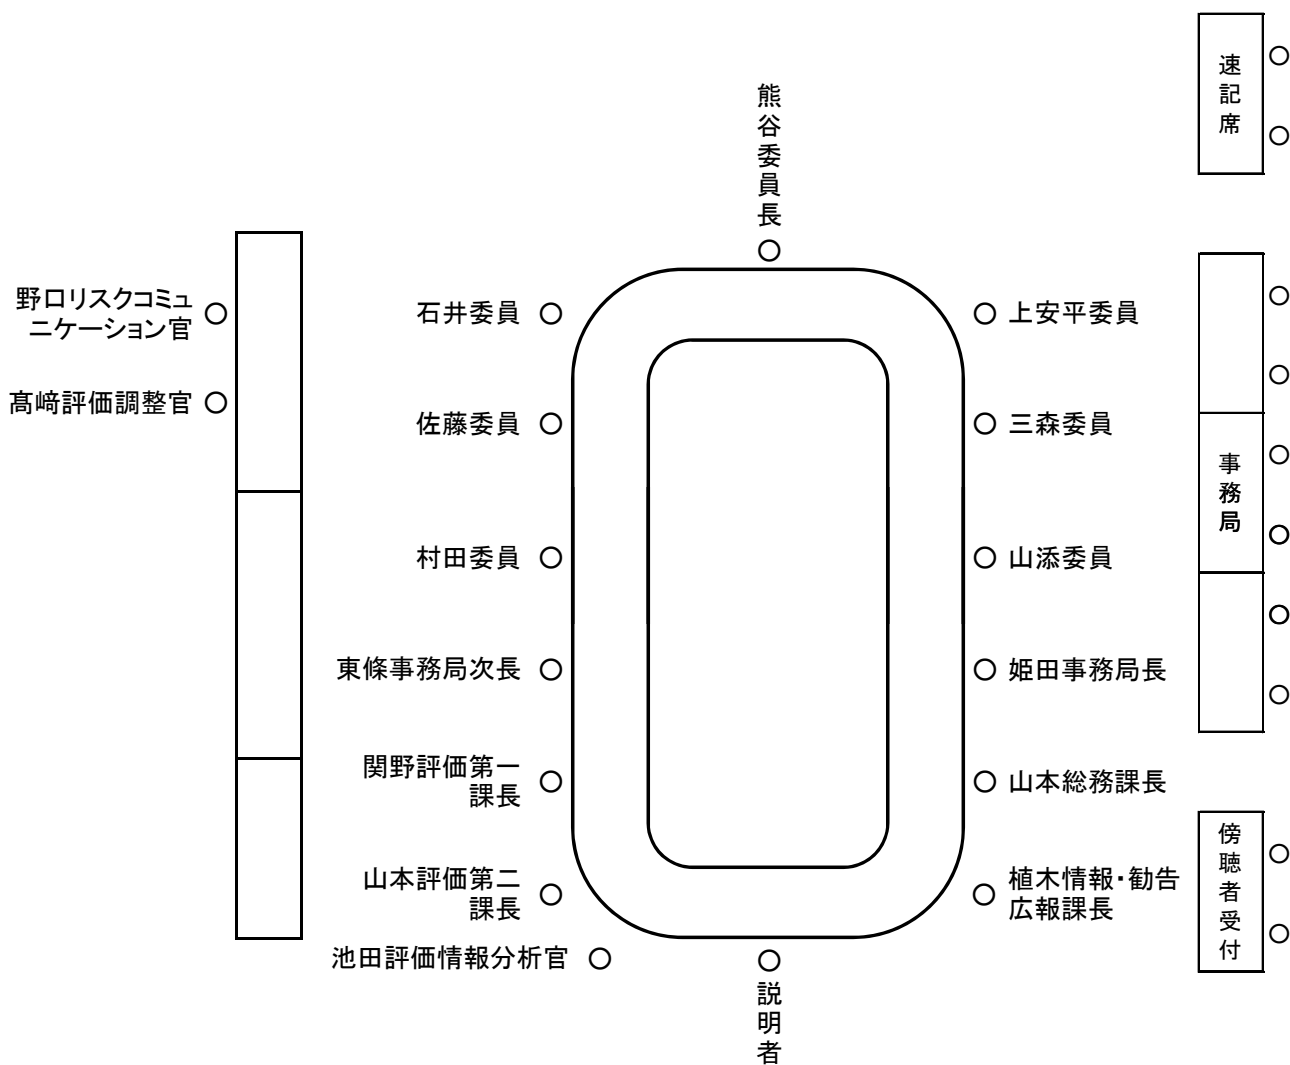 速記席
熊谷委員長
野口リスクコミュ
ニケーション官
石井委員
上安平委員
髙﨑評価調整官
佐藤委員
三森委員
事務局
村田委員
山添委員
東條事務局次長
姫田事務局長
関野評価第一
課長
山本総務課長
山本評価第二
課長
植木情報・勧告
広報課長
傍聴者受付
池田評価情報分析官
説明者